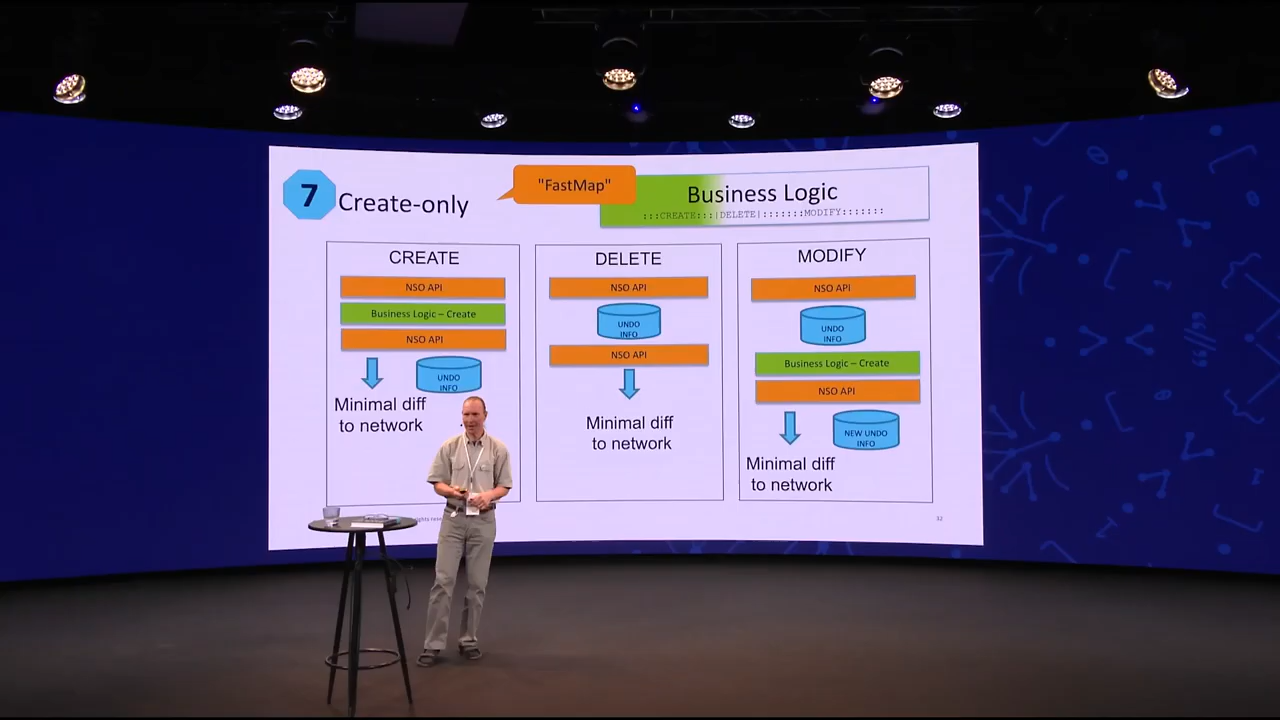 7
Create-only
"FastMap"
Business Logic
:::CREATE:::|DELETE|:::::::MODIFY:::::::
CREATE
NSO API
Business Logic – Create
NSO API
UNDO
INFO
Minimal diff
to network
DELETE
NSO API
UNDO
INFO
NSO API
Minimal diff
to network
MODIFY
NSO API
UNDO
INFO
Business Logic – Create
NSO API
NEW UNDO
INFO
Minimal diff
to network
32